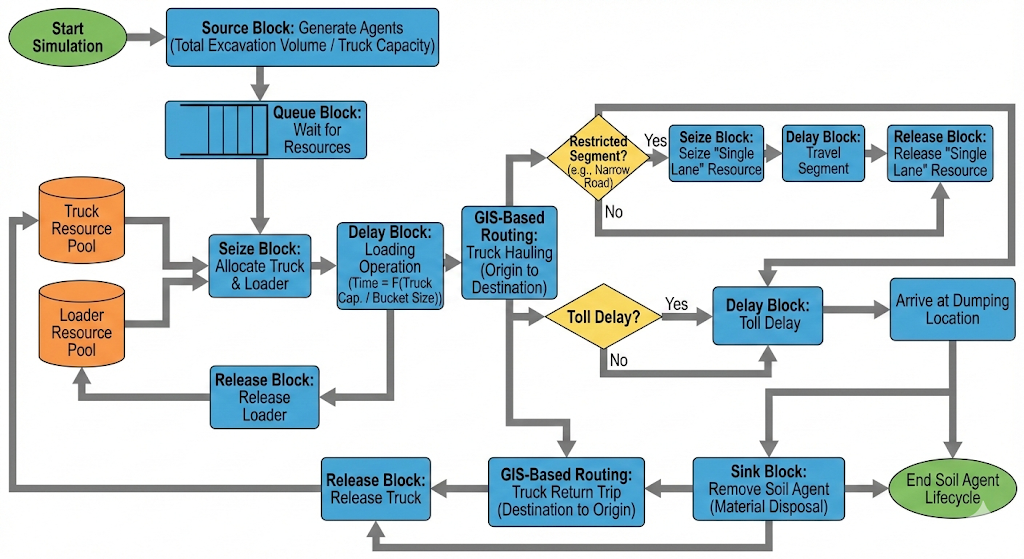 Start
Simulation
Source Block: Generate Agents
(Total Excavation Volume / Truck Capacity)
Queue Block:
Wait for
Resources
Truck
Resource
Pool
Loader
Resource
Pool
Seize Block:
Allocate Truck
& Loader
Delay Block:
Loading
Operation
(Time = F(Truck
Cap. / Bucket Size))
Release Block:
Release
Loader
GIS-Based
Routing:
Truck Hauling
(Origin to
Destination)
Restricted
Segment?
(e.g., Narrow
Road)
Yes
No
Seize Block:
Seize "Single
Lane" Resource
Delay Block:
Travel
Segment
Release Block:
Release "Single
Lane" Resource
Toll Delay?
Yes
No
Delay Block:
Toll Delay
Arrive at Dumping
Location
Release Block:
Release Truck
GIS-Based Routing:
Truck Return Trip
(Destination to Origin)
Sink Block:
Remove Soil Agent
(Material Disposal)
End Soil Agent
Lifecycle